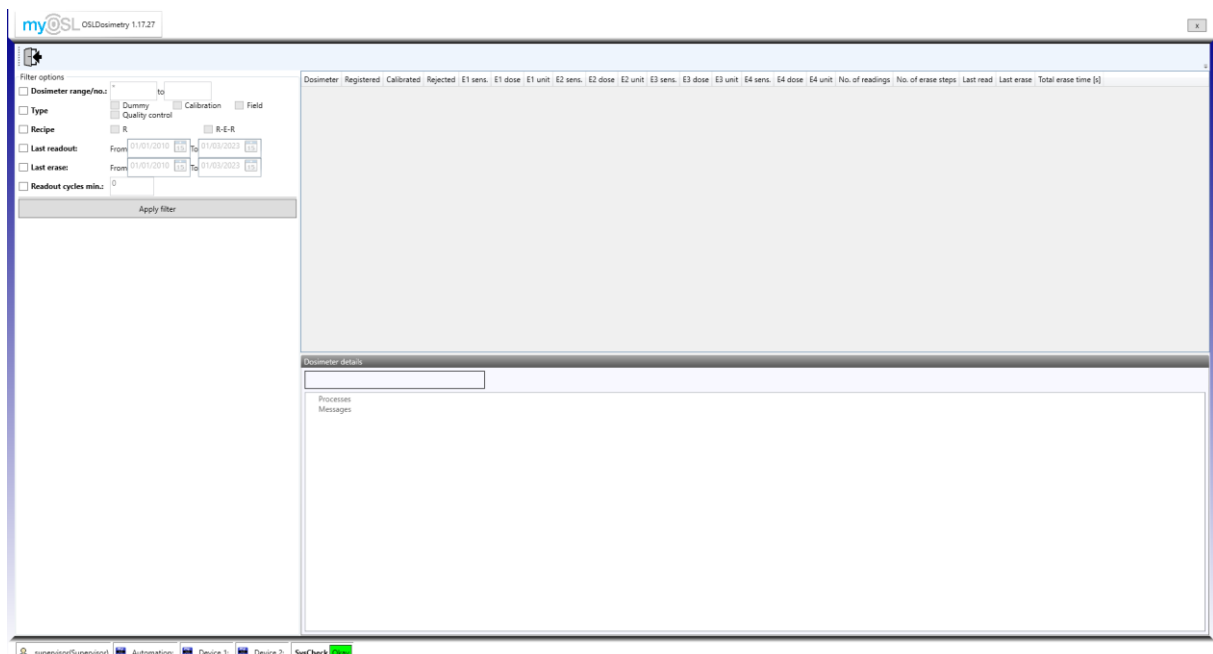 myOSL OSLDosimetry 1.17.27
x
Filter options
Dosimeter range/no.: * to
Type Dummy Calibration Field
Quality control
Recipe R R-E-R
Last readout: From 01/01/2010 15 To 01/03/2023 15
Last erase: From 01/01/2010 15 To 01/03/2023 15
Readout cycles min.: 0
Apply filter
Dosimeter Registered Calibrated Rejected E1 sens. E1 dose E1 unit E2 sens. E2 dose E2 unit E3 sens. E3 dose E3 unit E4 sens. E4 dose E4 unit No. of readings No. of erase steps Last read Last erase Total erase time [s]
Dosimeter details
Processes
Messages
supervisor(Supervisor) Automation: Device 1: Device 2: SysCheck Okay